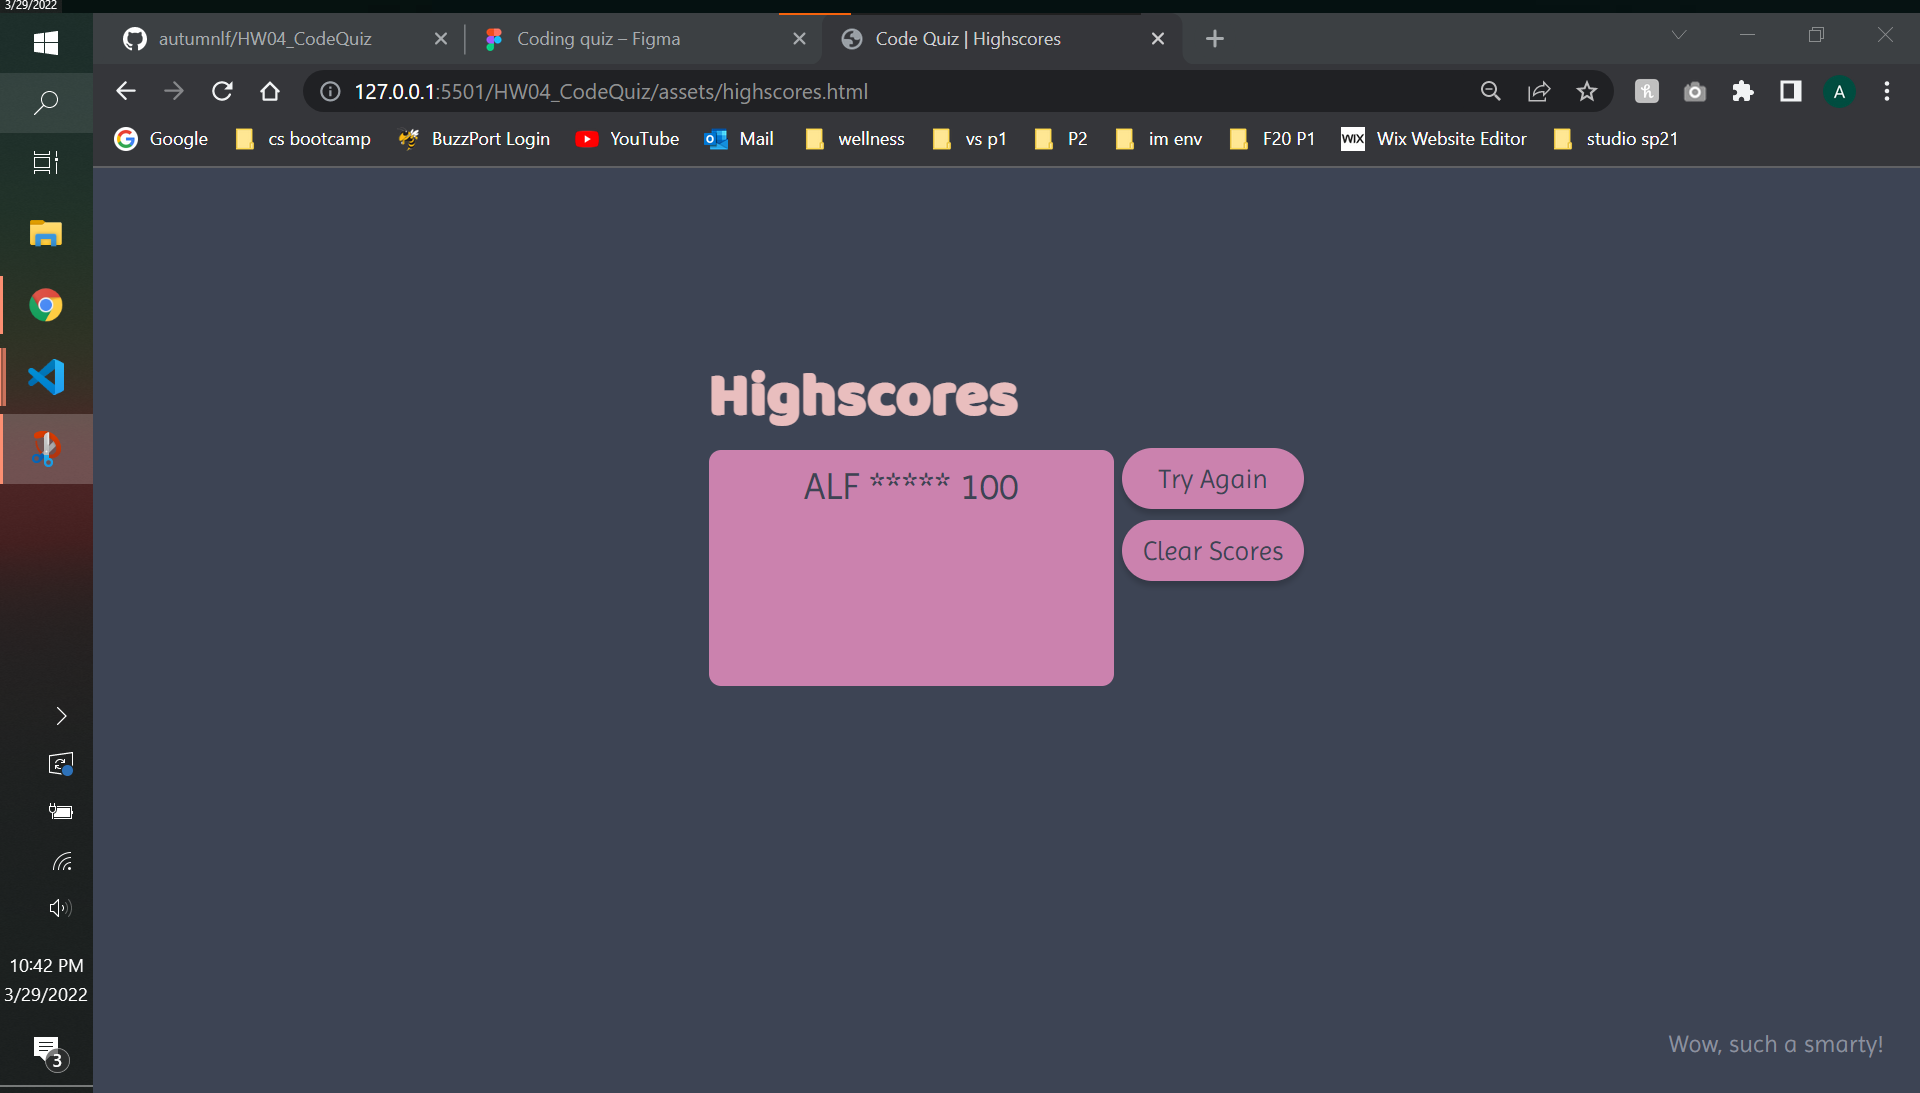 3/29/2022
autumnlf/HW04_CodeQuiz
Coding quiz – Figma
Code Quiz | Highscores
127.0.0.1:5501/HW04_CodeQuiz/assets/highscores.html
A
Google
cs bootcamp
BuzzPort Login
YouTube
Mail
wellness
vs p1
P2
im env
F20 P1
WIX
Wix Website Editor
studio sp21
Highscores
ALF ***** 100
Try Again
Clear Scores
10:42 PM
3/29/2022
3
Wow, such a smarty!